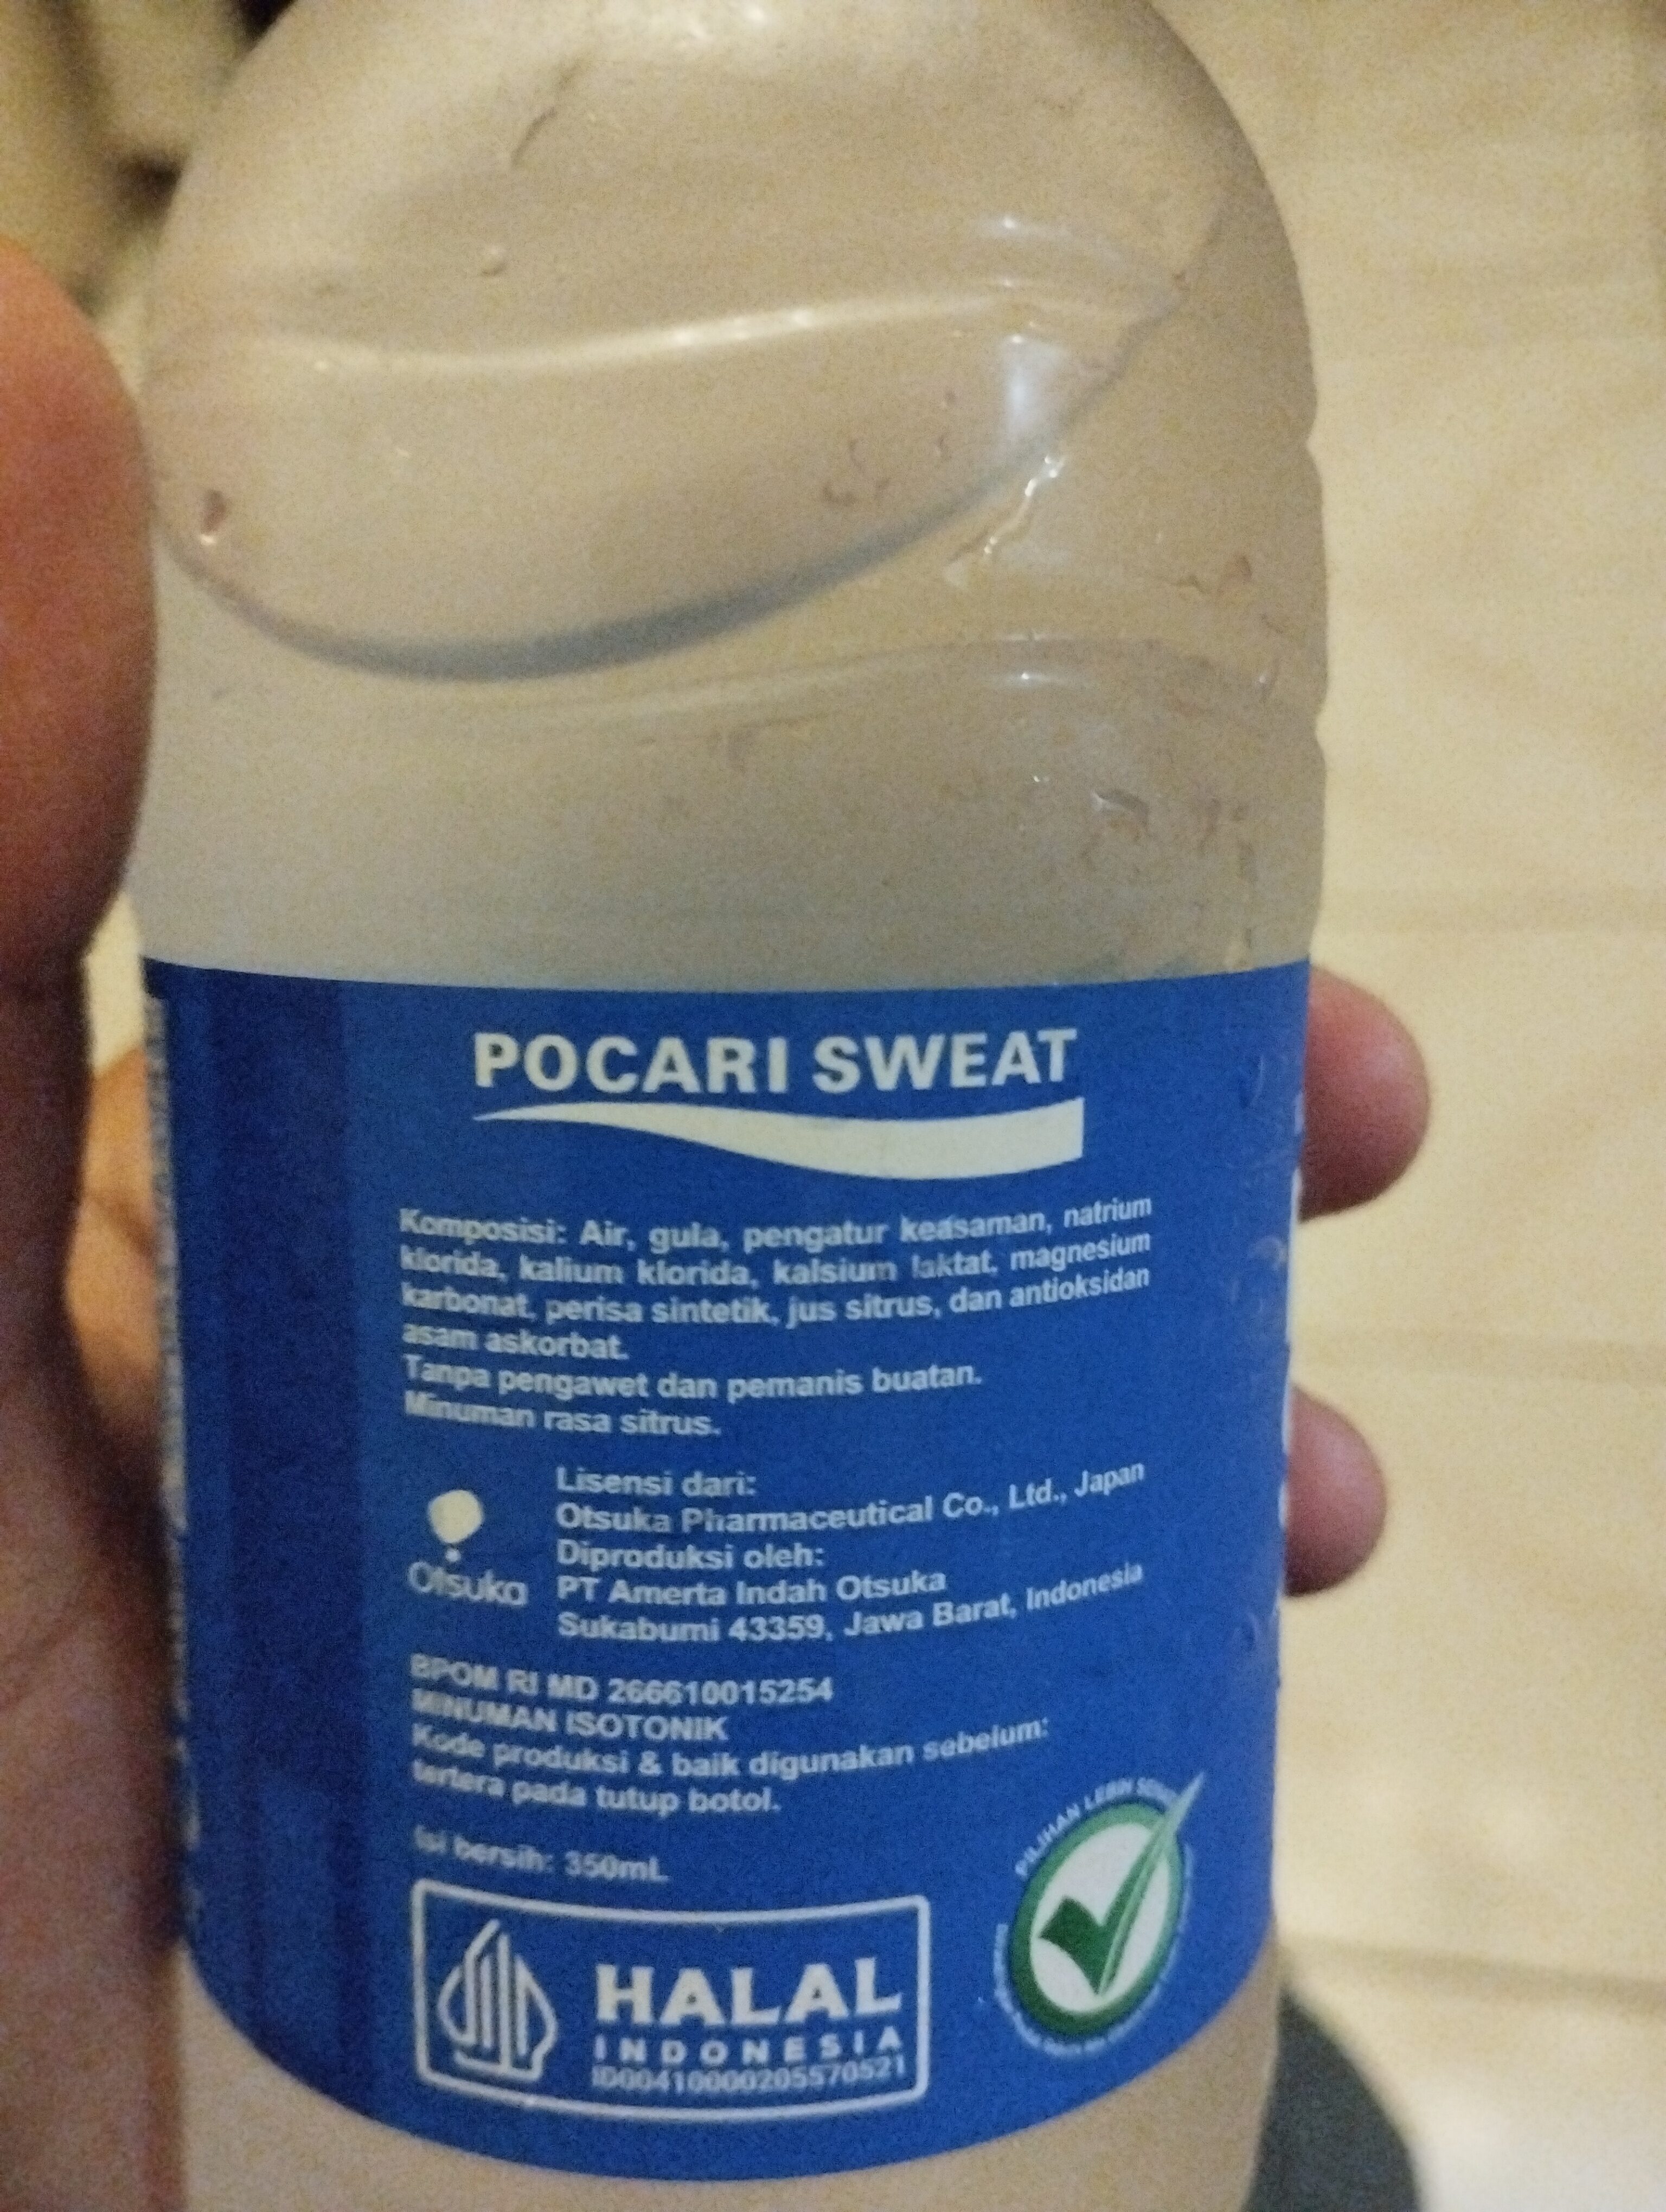 POCARI SWEAT
Komposisi: Air, gula, pengatur keasaman, natrium
klorida, kalium klorida, kalsium laktat, magnesium
karbonat, perisa sintetik, jus sitrus, dan antioksidan
asam askorbat.
Tanpa pengawet dan pemanis buatan.
Minuman rasa sitrus.
Lisensi dari:
Otsuka Pharmaceutical Co., Ltd., Japan
Diproduksi oleh:
Otsuka
PT Amerta Indah Otsuka
Sukabumi 43359, Jawa Barat, Indonesia
BPOM RI MD 266610015254
MINUMAN ISOTONIK
Kode produksi & baik digunakan sebelum:
tertera pada tutup botol.
Isi bersih: 350mL
PILIHAN LEBIH
HALAL
INDONESIA
ID00410000205570521